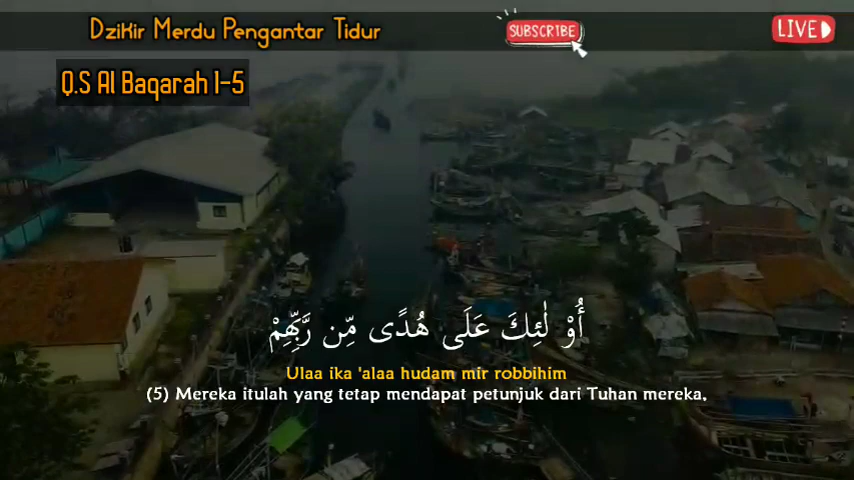 Dzikir Merdu Pengantar Tidur
SUBSCRIBE
LIVE
Q.S Al Baqarah 1-5
أُوْ لٰئِكَ عَلَى هُدًى مِّن رَّبِّهِمْ
Ulaa ika 'alaa hudam mir robbihim
(5) Mereka itulah yang tetap mendapat petunjuk dari Tuhan mereka,